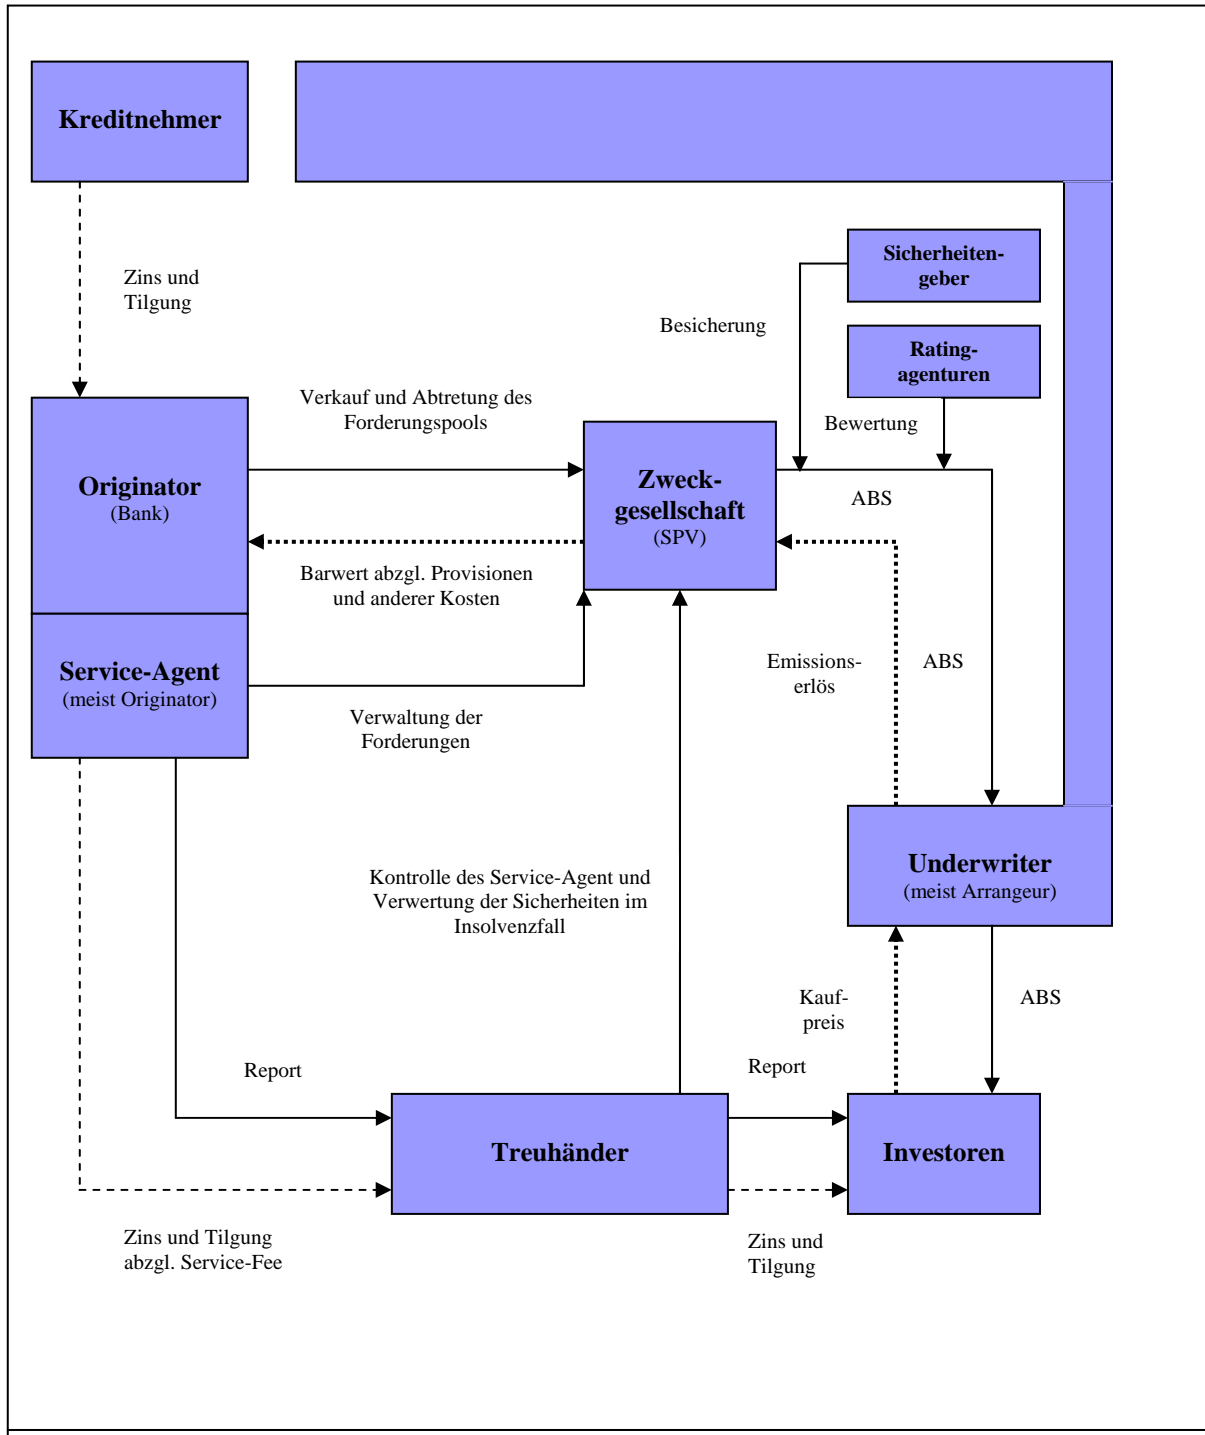 Kreditnehmer
Sicherheiten-
geber
Zins und
Tilgung
Besicherung
Rating-
agenturen
Verkauf und Abtretung des
Forderungspools
Bewertung
Originator
(Bank)
Zweck-
gesellschaft
(SPV)
ABS
Barwert abzgl. Provisionen
und anderer Kosten
Service-Agent
(meist Originator)
Emissions-
erlös
ABS
Verwaltung der
Forderungen
Kontrolle des Service-Agent und
Verwertung der Sicherheiten im
Insolvenzfall
Underwriter
(meist Arrangeur)
Kauf-
preis
ABS
Report
Report
Treuhänder
Investoren
Zins und Tilgung
abzgl. Service-Fee
Zins und
Tilgung